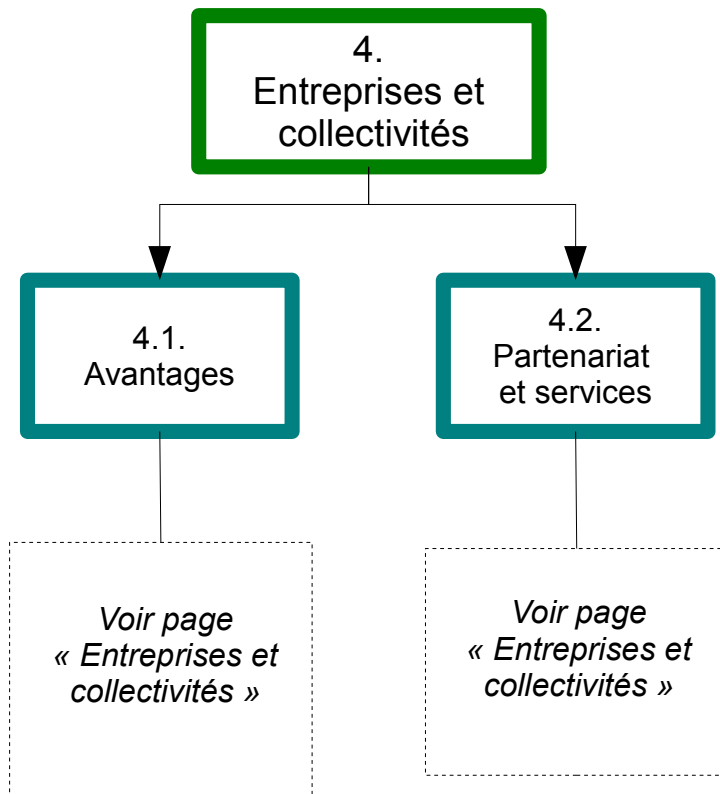 4.
Entreprises et
collectivités
4.1.
Avantages
4.2.
Partenariat
et services
Voir page
« Entreprises et
collectivités »
Voir page
« Entreprises et
collectivités »